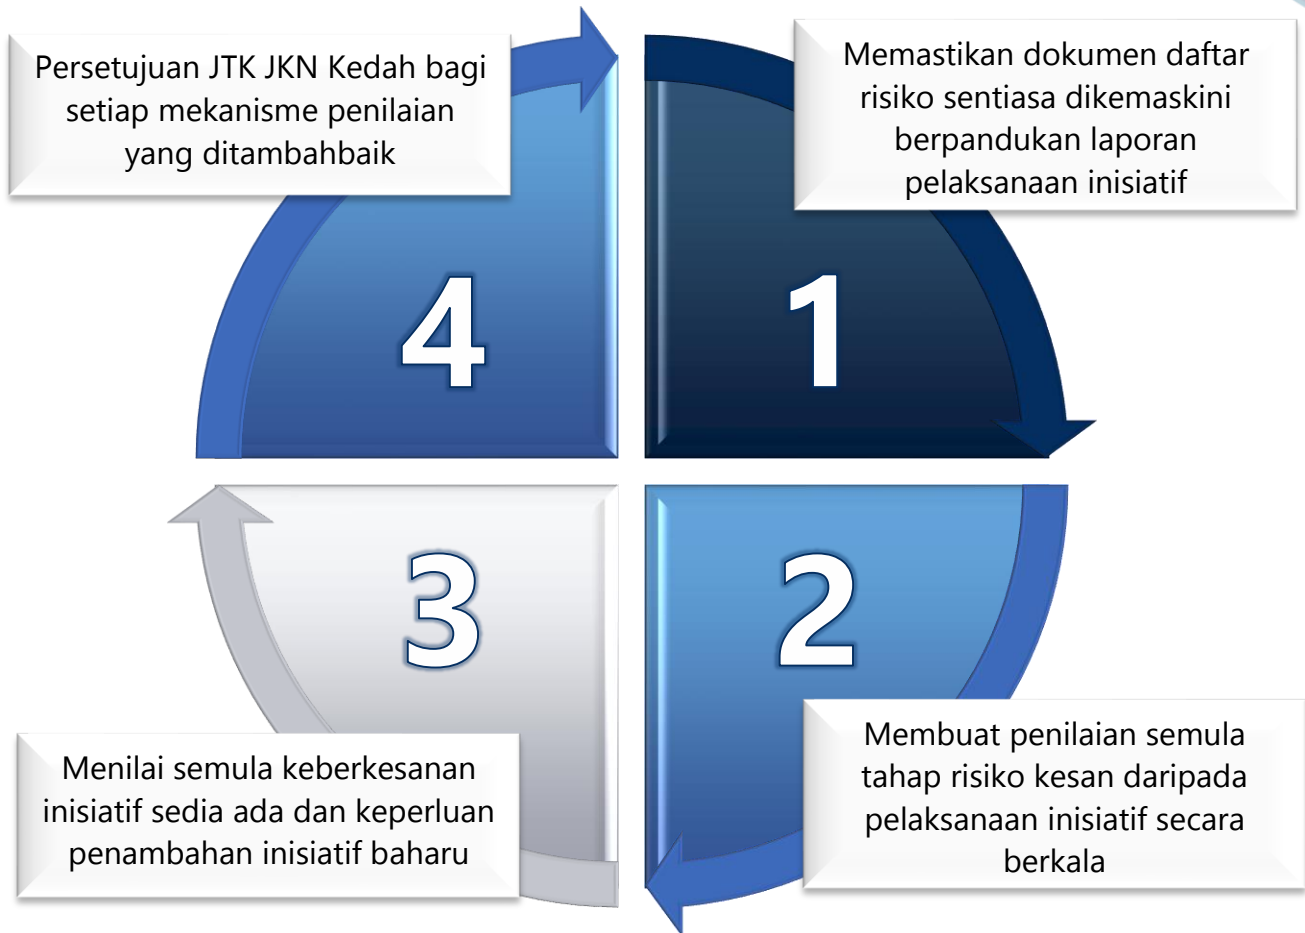 Persetujuan JTK JKN Kedah bagi
setiap mekanisme penilaian
yang ditambahbaik
4
Memastikan dokumen daftar
risiko sentiasa dikemaskini
berpandukan laporan
pelaksanaan inisiatif
1
3
Menilai semula keberkesanan
inisiatif sedia ada dan keperluan
penambahan inisiatif baharu
2
Membuat penilaian semula
tahap risiko kesan daripada
pelaksanaan inisiatif secara
berkala